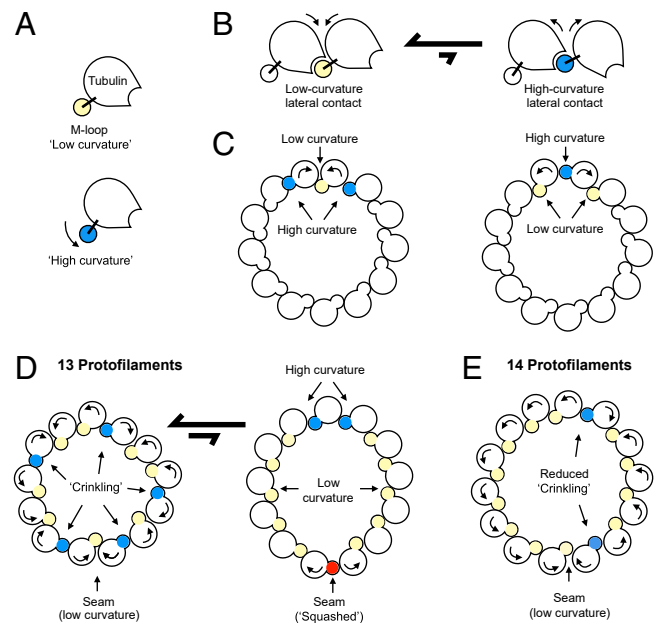 A
Tubulin
M-loop
'Low curvature'
'High curvature'
B
Low-curvature
lateral contact
High-curvature
lateral contact
C
Low curvature
High curvature
High curvature
Low curvature
D
13 Protofilaments
'Crinkling'
Seam
(low curvature)
High curvature
Low
curvature
Seam
('Squashed')
E
14 Protofilaments
Reduced
'Crinkling'
Seam
(low curvature)